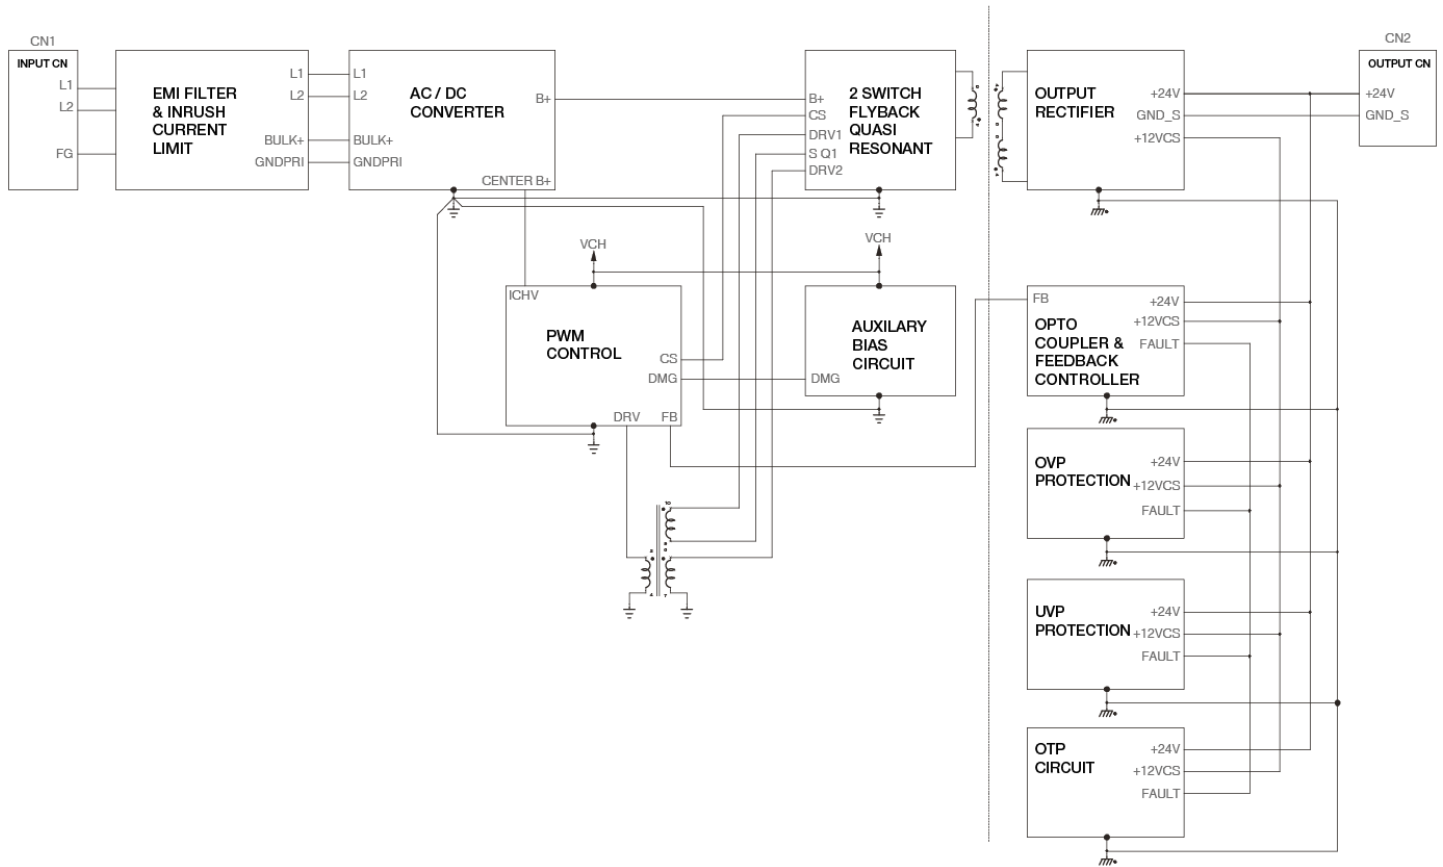 CN1
INPUT CN
L1
L2
FG
EMI FILTER
& INRUSH
CURRENT
LIMIT
L1
L2
BULK+
GNDPRI
L1
L2
BULK+
GNDPRI
AC / DC
CONVERTER
B+
CENTER B+
B+
CS
DRV1
S Q1
DRV2
2 SWITCH
FLYBACK
QUASI
RESONANT
OUTPUT
RECTIFIER
+24V
GND_S
+12VCS
CN2
OUTPUT CN
+24V
GND_S
VCH
VCH
ICHV
PWM
CONTROL
CS
DMG
DRV
FB
AUXILARY
BIAS
CIRCUIT
DMG
FB
OPTO
COUPLER &
FEEDBACK
CONTROLLER
+24V
+12VCS
FAULT
OVP
PROTECTION
+24V
+12VCS
FAULT
UVP
PROTECTION
+24V
+12VCS
FAULT
OTP
CIRCUIT
+24V
+12VCS
FAULT
10
7